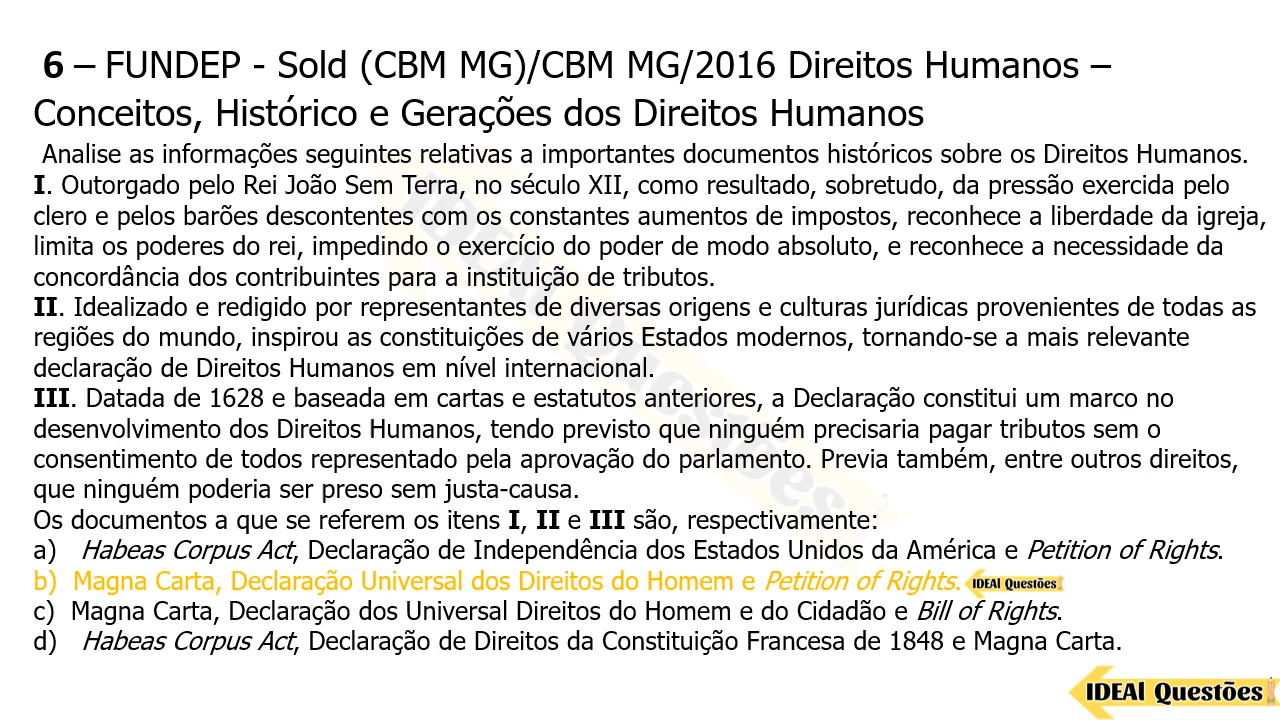 6 – FUNDEP - Sold (CBM MG)/CBM MG/2016 Direitos Humanos –
Conceitos, Histórico e Gerações dos Direitos Humanos
Analise as informações seguintes relativas a importantes documentos históricos sobre os Direitos Humanos.
I. Outorgado pelo Rei João Sem Terra, no século XII, como resultado, sobretudo, da pressão exercida pelo
clero e pelos barões descontentes com os constantes aumentos de impostos, reconhece a liberdade da igreja,
limita os poderes do rei, impedindo o exercício do poder de modo absoluto, e reconhece a necessidade da
concordância dos contribuintes para a instituição de tributos.
II. Idealizado e redigido por representantes de diversas origens e culturas jurídicas provenientes de todas as
regiões do mundo, inspirou as constituições de vários Estados modernos, tornando-se a mais relevante
declaração de Direitos Humanos em nível internacional.
III. Datada de 1628 e baseada em cartas e estatutos anteriores, a Declaração constitui um marco no
desenvolvimento dos Direitos Humanos, tendo previsto que ninguém precisaria pagar tributos sem o
consentimento de todos representado pela aprovação do parlamento. Previa também, entre outros direitos,
que ninguém poderia ser preso sem justa-causa.
Os documentos a que se referem os itens I, II e III são, respectivamente:
a) Habeas Corpus Act, Declaração de Independência dos Estados Unidos da América e Petition of Rights.
b) Magna Carta, Declaração Universal dos Direitos do Homem e Petition of Rights. IDEAl Questões
c) Magna Carta, Declaração dos Universal Direitos do Homem e do Cidadão e Bill of Rights.
d) Habeas Corpus Act, Declaração de Direitos da Constituição Francesa de 1848 e Magna Carta.
IDEAl Questões
IDEAl Questões